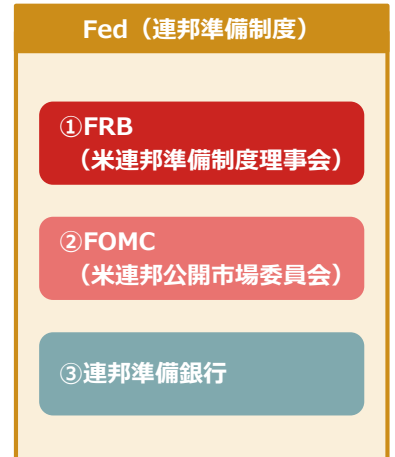 Fed（連邦準備制度）
①FRB
（米連邦準備制度理事会）
②FOMC
（米連邦公開市場委員会）
③連邦準備銀行